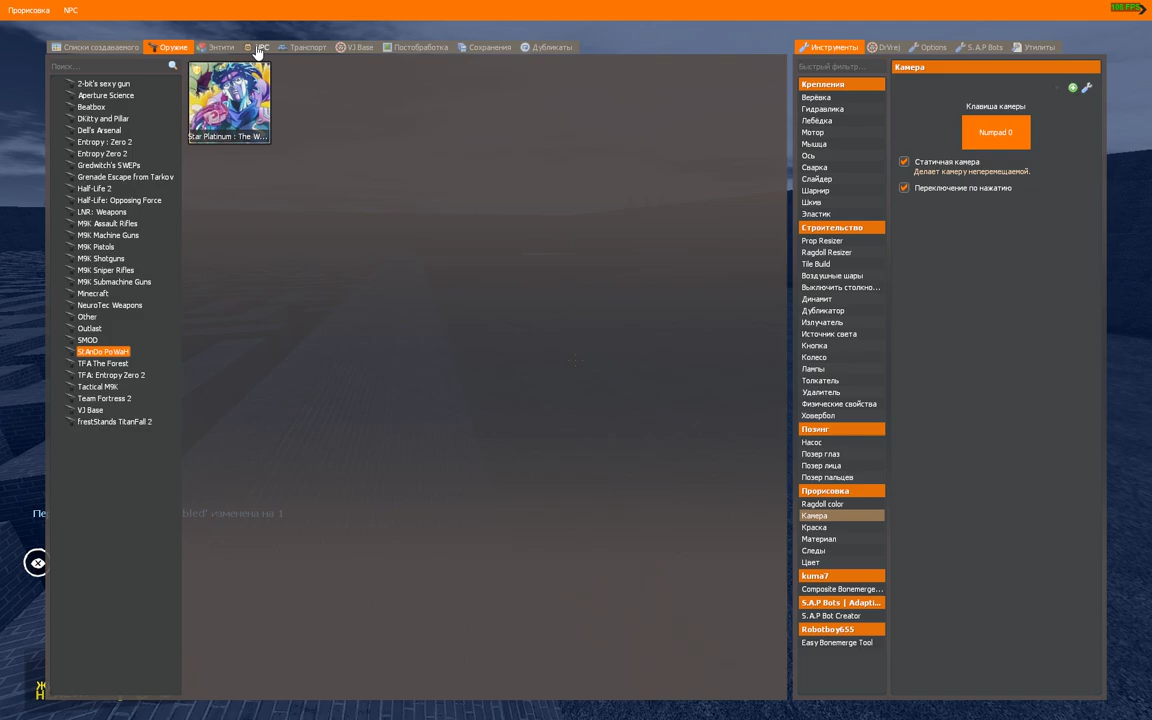 Прорисовка NPC
108 FPS
Списки создаваемого Оружие Энтити NPC Транспорт VJ Base Постобработка Сохранения Дубликаты
Поиск...
2-bit's sexy gun
Aperture Science
Beatbox
DKitty and Pillar
Dell's Arsenal
Entropy : Zero 2
Entropy Zero 2
Gredwitch's SWEPs
Grenade Escape from Tarkov
Half-Life 2
Half-Life: Opposing Force
LNR: Weapons
M9K Assault Rifles
M9K Machine Guns
M9K Pistols
M9K Shotguns
M9K Sniper Rifles
M9K Submachine Guns
Minecraft
NeuroTec Weapons
Other
Outlast
SMOD
StAnDo PoWaH
TFA The Forest
TFA: Entropy Zero 2
Tactical M9K
Team Fortress 2
VJ Base
frestStands TitanFall 2
Star Platinum : The W...
bled' изменена на 1
Инструменты DrVrej Options S.A.P Bots Утилиты
Быстрый фильтр...
Крепления
Верёвка
Гидравлика
Лебёдка
Мотор
Мышца
Ось
Сварка
Слайдер
Шарнир
Шкив
Эластик
Строительство
Prop Resizer
Ragdoll Resizer
Tile Build
Воздушные шары
Выключить столкно...
Динамит
Дубликатор
Излучатель
Источник света
Кнопка
Колесо
Лампы
Толкатель
Удалитель
Физические свойства
Ховербол
Позинг
Насос
Позер глаз
Позер лица
Позер пальцев
Прорисовка
Ragdoll color
Камера
Краска
Материал
Следы
Цвет
kuma7
Composite Bonemerge...
S.A.P Bots | Adapti...
S.A.P Bot Creator
Robotboy655
Easy Bonemerge Tool
Камера
Клавиша камеры
Numpad 0
Статичная камера
Делает камеру неперемещаемой.
Переключение по нажатию